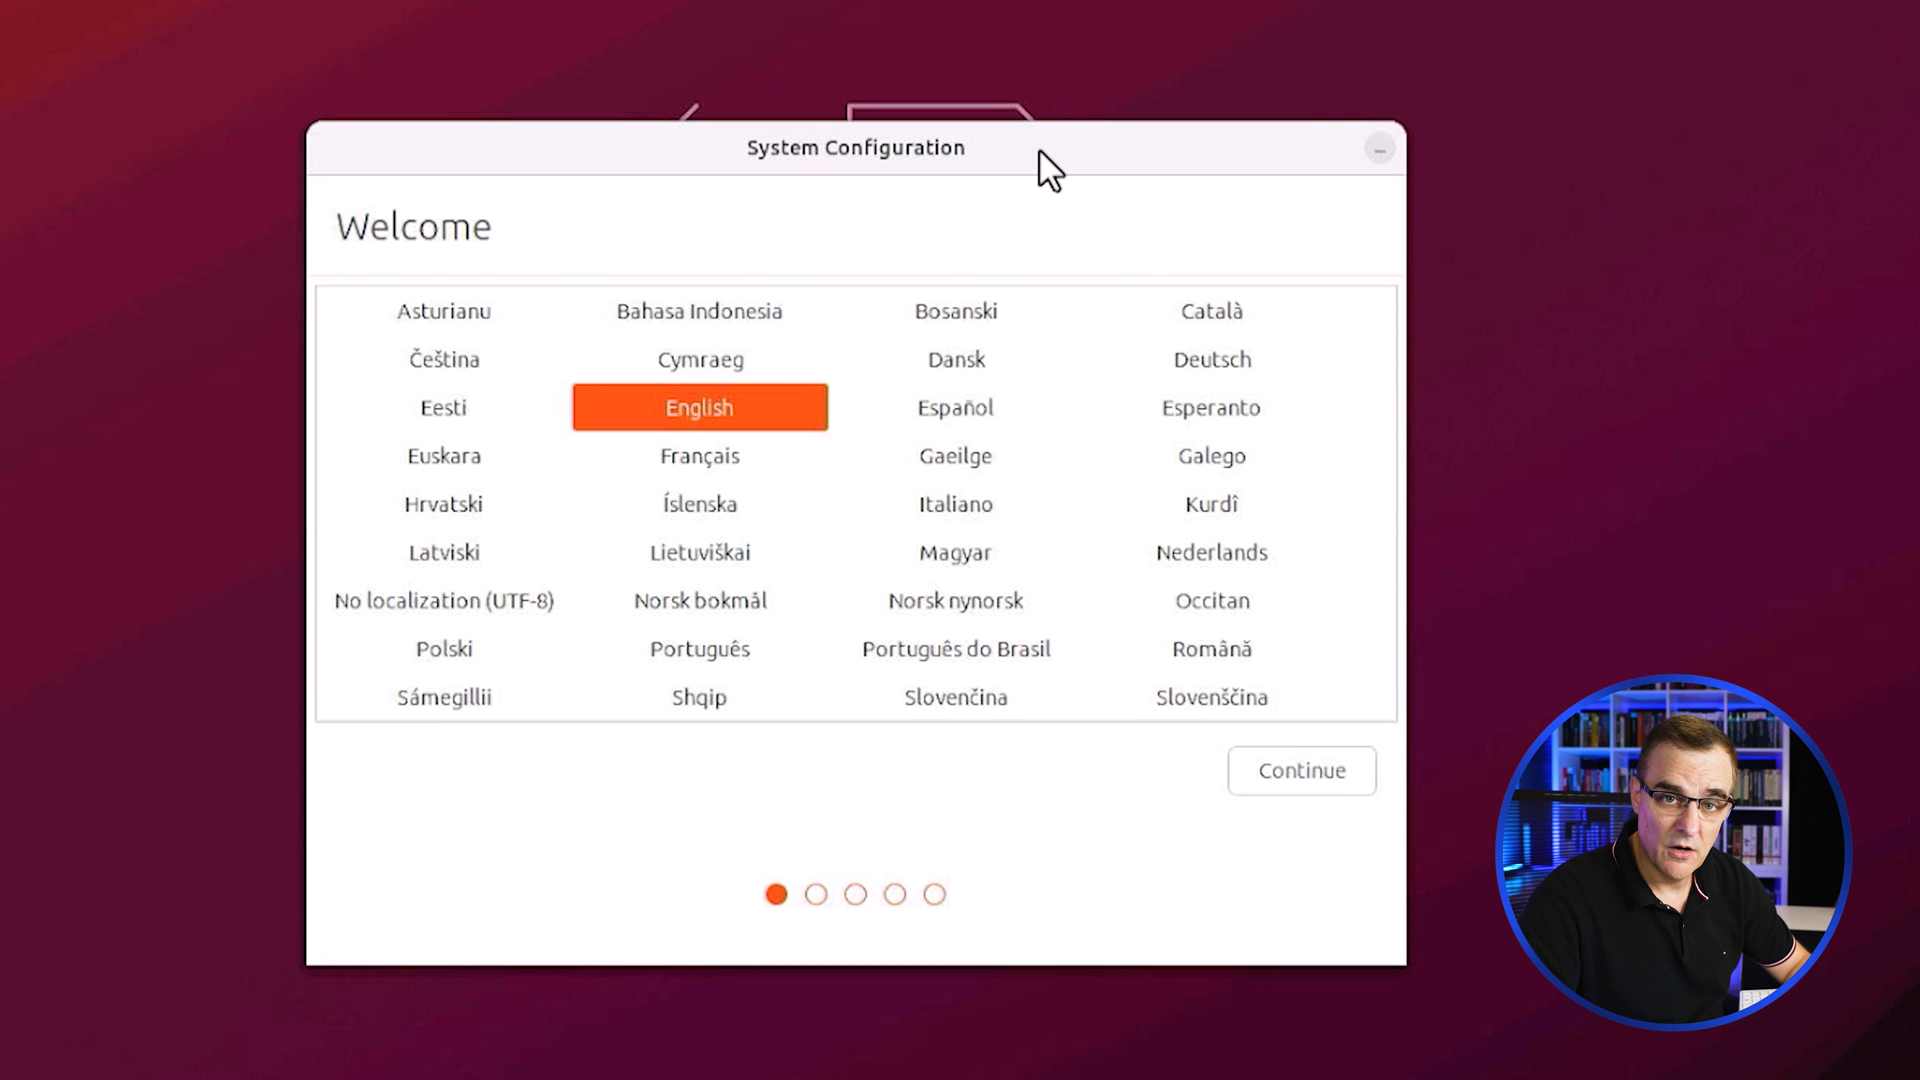 System Configuration
Welcome
Asturianu Bahasa Indonesia Bosanski Català
Čeština Cymraeg Dansk Deutsch
Eesti English Español Esperanto
Euskara Français Gaeilge Galego
Hrvatski Íslenska Italiano Kurdî
Latviski Lietuviškai Magyar Nederlands
No localization (UTF-8) Norsk bokmål Norsk nynorsk Occitan
Polski Português Português do Brasil Română
Sámegillii Shqip Slovenčina Slovenščina
Continue